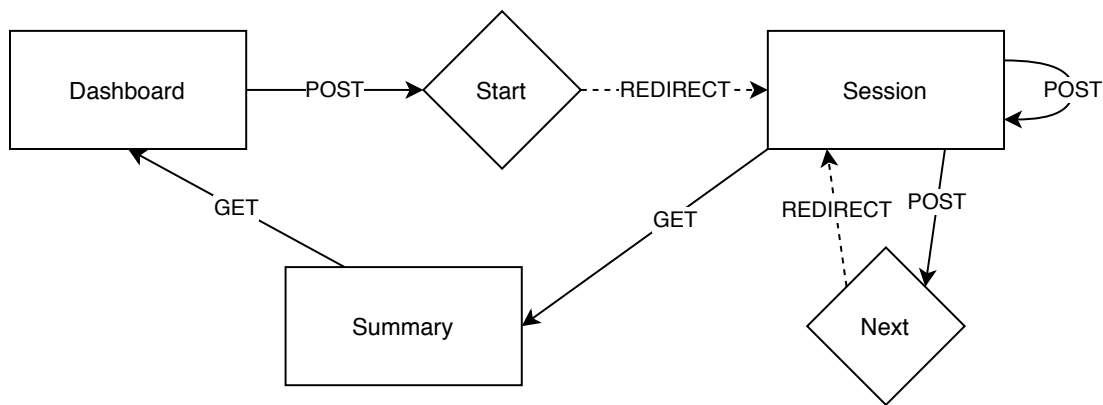 Dashboard
POST
Start
REDIRECT
Session
POST
GET
GET
REDIRECT
POST
Summary
Next